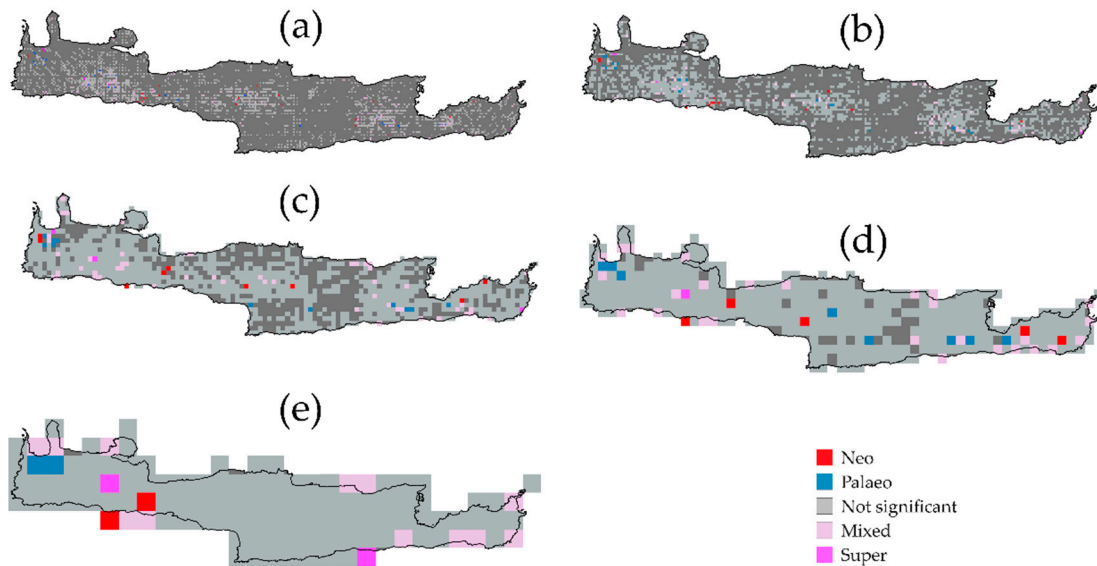 (a)
(b)
(c)
(d)
(e)
Neo
Palaeo
Not significant
Mixed
Super